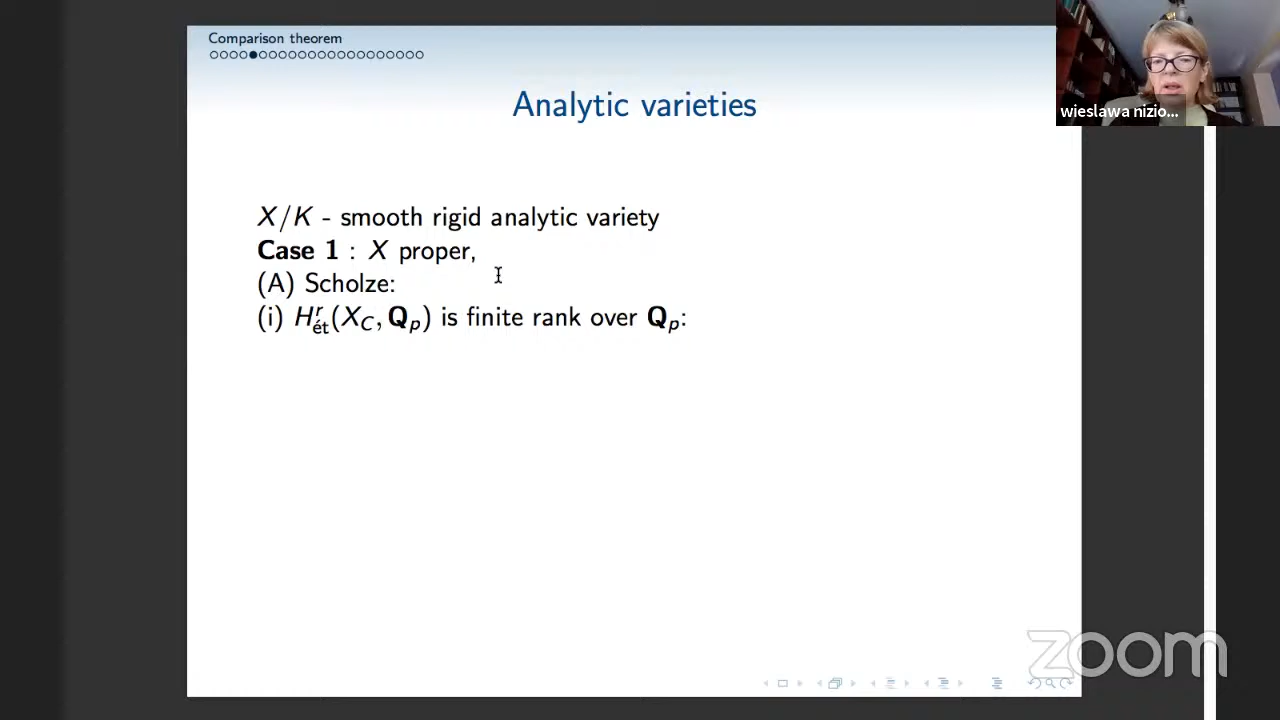 Comparison theorem
Analytic varieties
X/K - smooth rigid analytic variety
Case 1 : X proper,
(A) Scholze:
(i) H^r_ét(X_C, Q_p) is finite rank over Q_p:
wieslawa nizio...
zoom